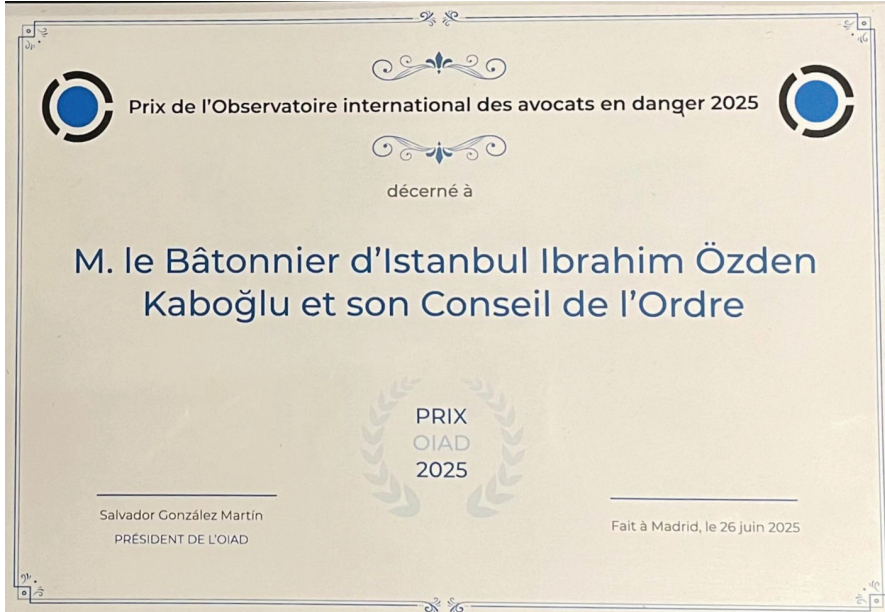 Prix de l'Observatoire international des avocats en danger 2025
décerné à
M. le Bâtonnier d'Istanbul Ibrahim Özden
Kaboğlu et son Conseil de l'Ordre
PRIX
OIAD
2025
Salvador González Martín
PRÉSIDENT DE L'OIAD
Fait à Madrid, le 26 juin 2025